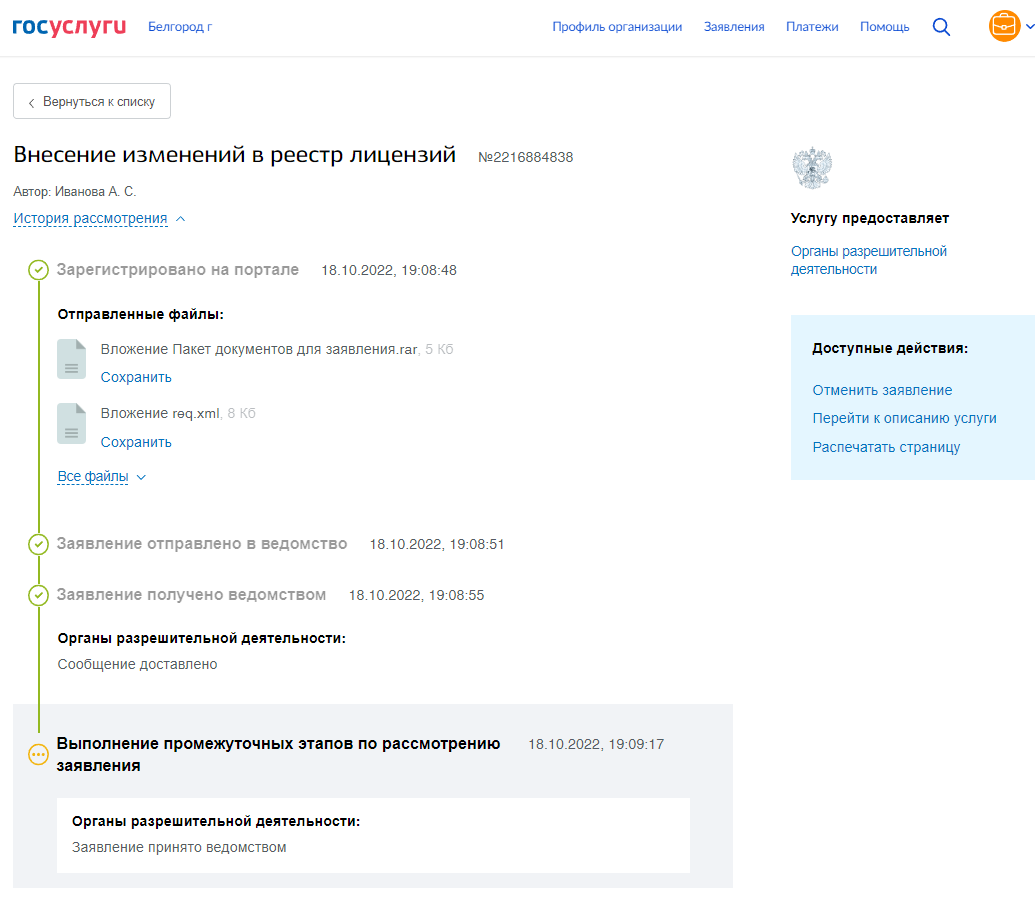 госуслуги Белгород г Профиль организации Заявления Платежи Помощь
Вернуться к списку
Внесение изменений в реестр лицензий №2216884838
Автор: Иванова А. С.
История рассмотрения
Зарегистрировано на портале 18.10.2022, 19:08:48
Отправленные файлы:
Вложение Пакет документов для заявления.rar, 5 Кб
Сохранить
Вложение req.xml, 8 Кб
Сохранить
Все файлы
Заявление отправлено в ведомство 18.10.2022, 19:08:51
Заявление получено ведомством 18.10.2022, 19:08:55
Органы разрешительной деятельности:
Сообщение доставлено
Выполнение промежуточных этапов по рассмотрению 18.10.2022, 19:09:17
заявления
Органы разрешительной деятельности:
Заявление принято ведомством
Услугу предоставляет
Органы разрешительной
деятельности
Доступные действия:
Отменить заявление
Перейти к описанию услуги
Распечатать страницу